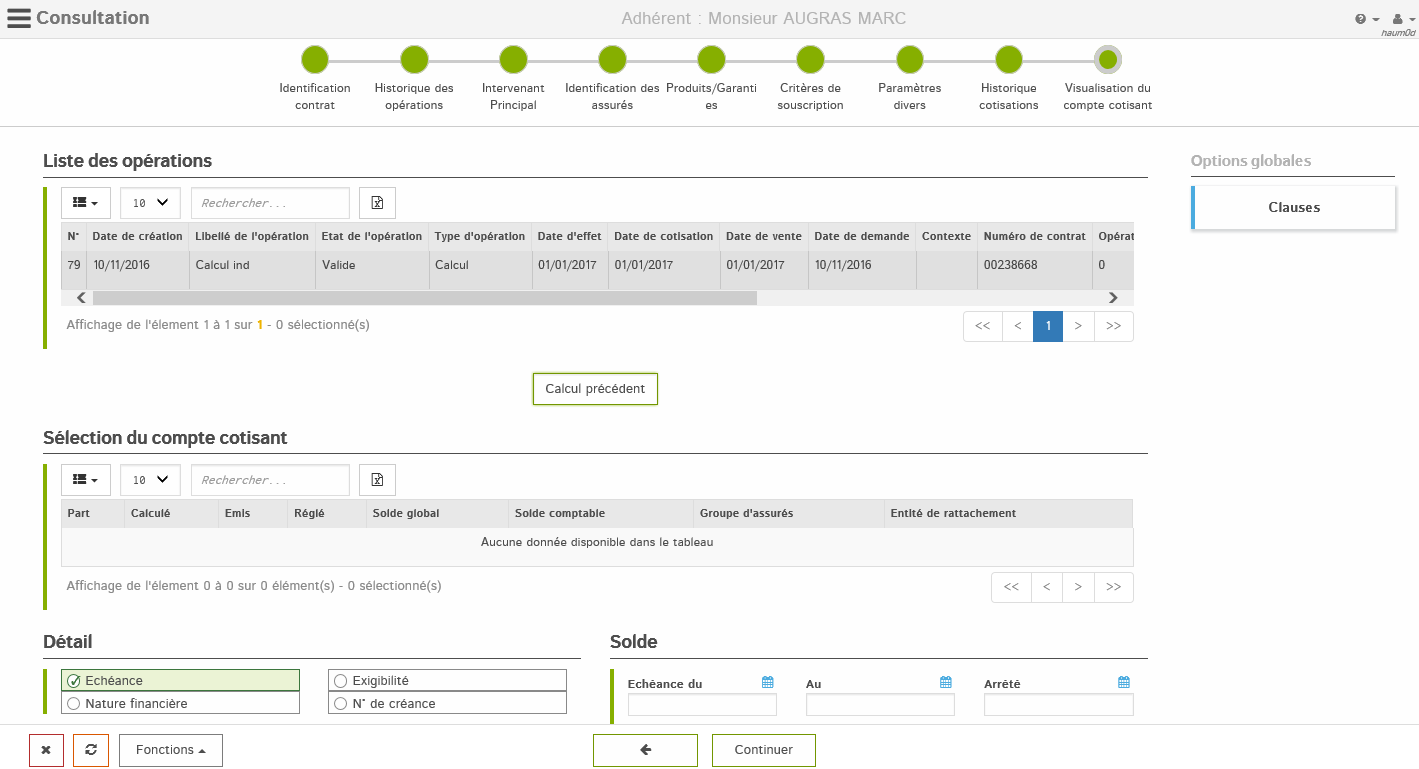 Consultation
Adhérent : Monsieur AUGRAS MARC
haum0d
Identification contrat
Historique des opérations
Intervenant Principal
Identification des assurés
Produits/Garanties
Critères de souscription
Paramètres divers
Historique cotisations
Visualisation du compte cotisant
Liste des opérations
10
Rechercher...
N° Date de création Libellé de l'opération Etat de l'opération Type d'opération Date d'effet Date de cotisation Date de vente Date de demande Contexte Numéro de contrat Opérat
79 10/11/2016 Calcul ind Valide Calcul 01/01/2017 01/01/2017 01/01/2017 10/11/2016 00238668 0
Affichage de l'élement 1 à 1 sur 1 - 0 sélectionné(s)
<< < 1 > >>
Calcul précédent
Options globales
Clauses
Sélection du compte cotisant
10
Rechercher...
Part Calculé Emis Réglé Solde global Solde comptable Groupe d'assurés Entité de rattachement
Aucune donnée disponible dans le tableau
Affichage de l'élement 0 à 0 sur 0 élément(s) - 0 sélectionné(s)
<< < > >>
Détail
Echéance
Exigibilité
Nature financière
N° de créance
Solde
Echéance du
Au
Arrêté
Fonctions
Continuer